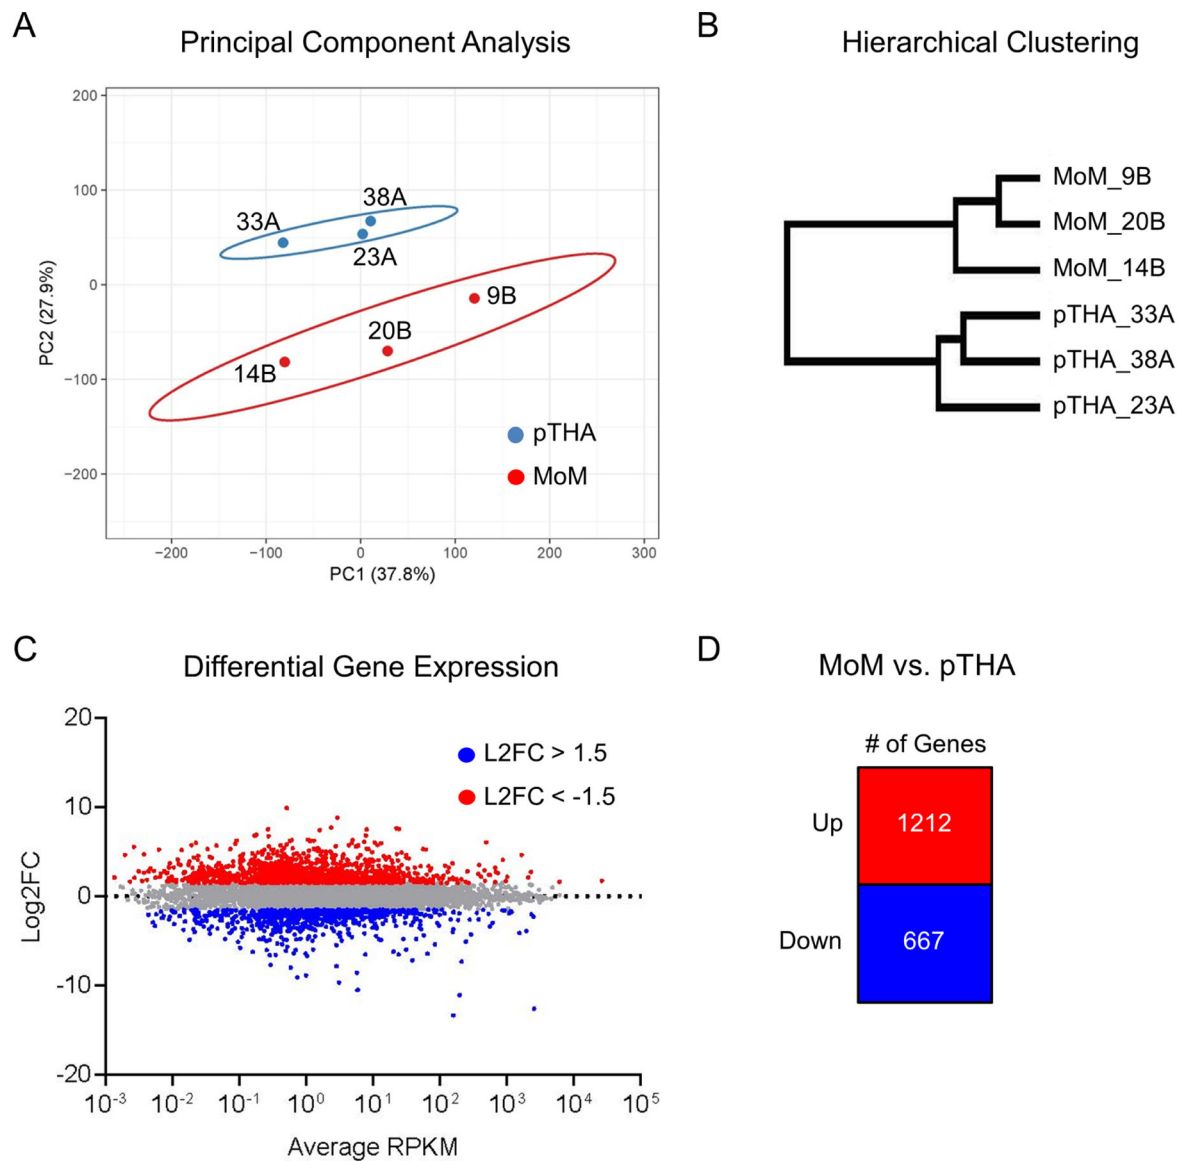 A
Principal Component Analysis
200
100
0
−100
−200
PC2 (27.9%)
38A
33A
23A
9B
20B
14B
pTHA
MoM
−200
−100
0
100
200
300
PC1 (37.8%)
B
Hierarchical Clustering
MoM_9B
MoM_20B
MoM_14B
pTHA_33A
pTHA_38A
pTHA_23A
C
Differential Gene Expression
20
10
0
-10
-20
Log2FC
L2FC > 1.5
L2FC < -1.5
10-3
10-2
10-1
100
101
102
103
104
105
Average RPKM
D
MoM vs. pTHA
# of Genes
Up
1212
Down
667